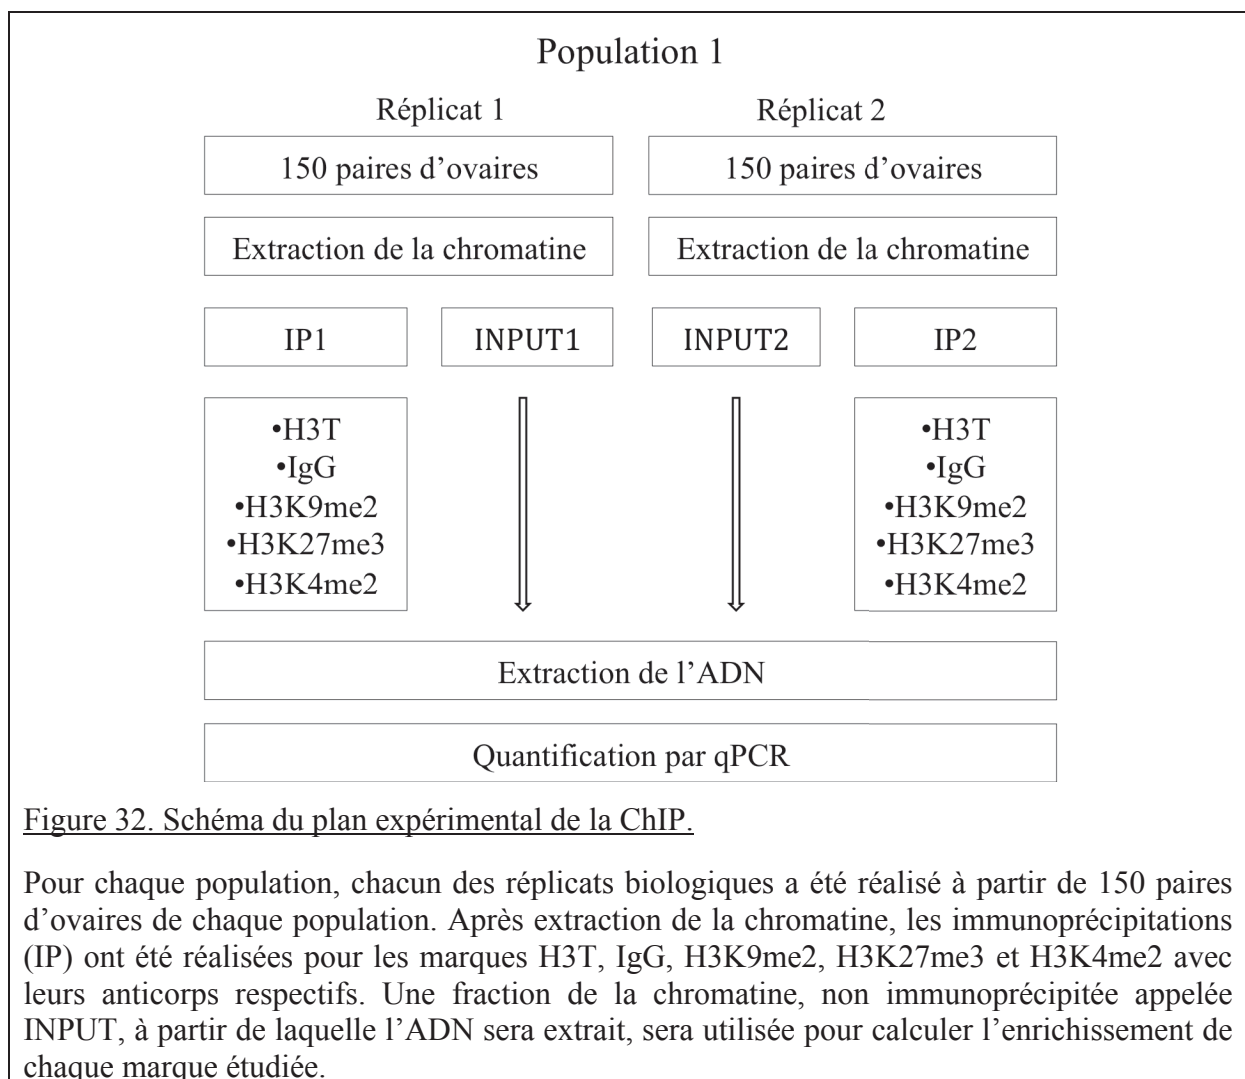 Population 1
Réplicat 1
Réplicat 2
150 paires d’ovaires
150 paires d’ovaires
Extraction de la chromatine
Extraction de la chromatine
IP1
INPUT1
INPUT2
IP2
•H3T
•IgG
•H3K9me2
•H3K27me3
•H3K4me2
•H3T
•IgG
•H3K9me2
•H3K27me3
•H3K4me2
Extraction de l’ADN
Quantification par qPCR
Figure 32. Schéma du plan expérimental de la ChIP.
Pour chaque population, chacun des réplicats biologiques a été réalisé à partir de 150 paires
d’ovaires de chaque population. Après extraction de la chromatine, les immunoprécipitations
(IP) ont été réalisées pour les marques H3T, IgG, H3K9me2, H3K27me3 et H3K4me2 avec
leurs anticorps respectifs. Une fraction de la chromatine, non immunoprécipitée appelée
INPUT, à partir de laquelle l’ADN sera extrait, sera utilisée pour calculer l’enrichissement de
chaque marque étudiée.